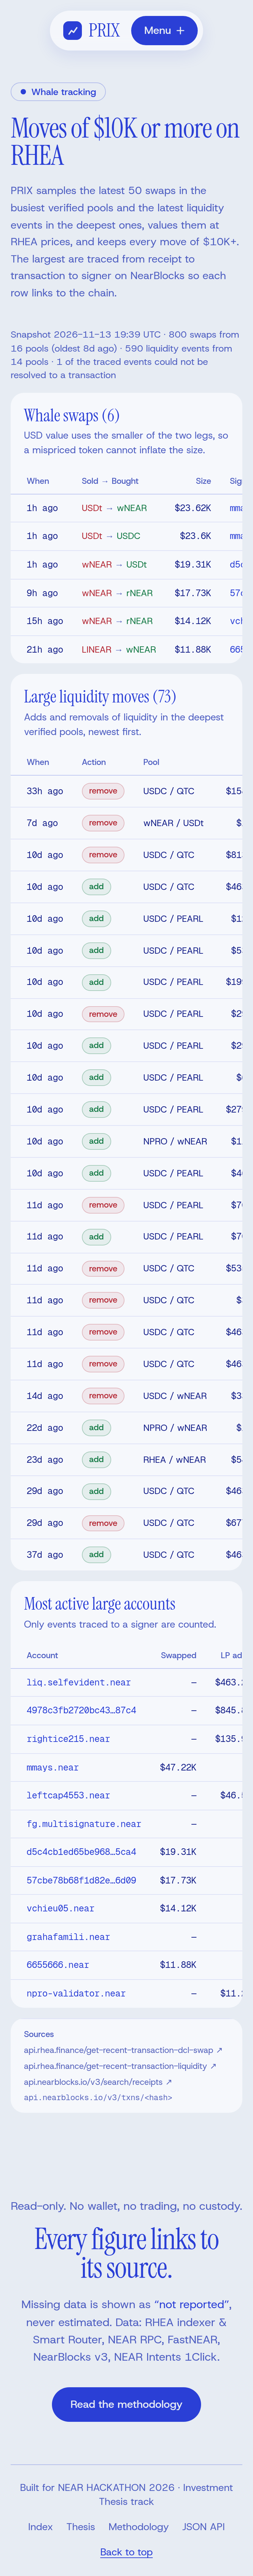 PRIX Menu +
Whale tracking
Moves of $10K or more on
RHEA
PRIX samples the latest 50 swaps in the
busiest verified pools and the latest liquidity
events in the deepest ones, values them at
RHEA prices, and keeps every move of $10K+.
The largest are traced from receipt to
transaction to signer on NearBlocks so each
row links to the chain.
Snapshot 2026-11-13 19:39 UTC · 800 swaps from
16 pools (oldest 8d ago) · 590 liquidity events from
14 pools · 1 of the traced events could not be
resolved to a transaction
Whale swaps (6)
USD value uses the smaller of the two legs, so
a mispriced token cannot inflate the size.
When Sold → Bought Size
1h ago USDt → wNEAR $23.62K
1h ago USDt → USDC $23.6K
1h ago wNEAR → USDt $19.31K
9h ago wNEAR → rNEAR $17.73K
15h ago wNEAR → rNEAR $14.12K
21h ago LINEAR → wNEAR $11.88K
Large liquidity moves (73)
Adds and removals of liquidity in the deepest
verified pools, newest first.
When Action Pool
33h ago remove USDC / QTC
7d ago remove wNEAR / USDt
10d ago remove USDC / QTC
10d ago add USDC / QTC
10d ago add USDC / PEARL
10d ago add USDC / PEARL
10d ago add USDC / PEARL
10d ago remove USDC / PEARL
10d ago add USDC / PEARL
10d ago add USDC / PEARL
10d ago add USDC / PEARL
10d ago add NPRO / wNEAR
10d ago add USDC / PEARL
11d ago remove USDC / PEARL
11d ago add USDC / PEARL
11d ago remove USDC / QTC
11d ago remove USDC / QTC
11d ago remove USDC / QTC
11d ago remove USDC / QTC
14d ago remove USDC / wNEAR
22d ago add NPRO / wNEAR
23d ago add RHEA / wNEAR
29d ago add USDC / QTC
29d ago remove USDC / QTC
37d ago add USDC / QTC
Most active large accounts
Only events traced to a signer are counted.
Account Swapped LP ad
liq.selfevident.near —
4978c3fb2720bc43…87c4 —
rightice215.near —
mmays.near $47.22K
leftcap4553.near —
fg.multisignature.near —
d5c4cb1ed65be968…5ca4 $19.31K
57cbe78b68f1d82e…6d09 $17.73K
vchieu05.near $14.12K
grahafamili.near —
6655666.near $11.88K
npro-validator.near —
Sources
api.rhea.finance/get-recent-transaction-dcl-swap ↗
api.rhea.finance/get-recent-transaction-liquidity ↗
api.nearblocks.io/v3/search/receipts ↗
api.nearblocks.io/v3/txns/<hash>
Read-only. No wallet, no trading, no custody.
Every figure links to
its source.
Missing data is shown as “not reported”,
never estimated. Data: RHEA indexer &
Smart Router, NEAR RPC, FastNEAR,
NearBlocks v3, NEAR Intents 1Click.
Read the methodology
Built for NEAR HACKATHON 2026 · Investment
Thesis track
Index Thesis Methodology JSON API
Back to top